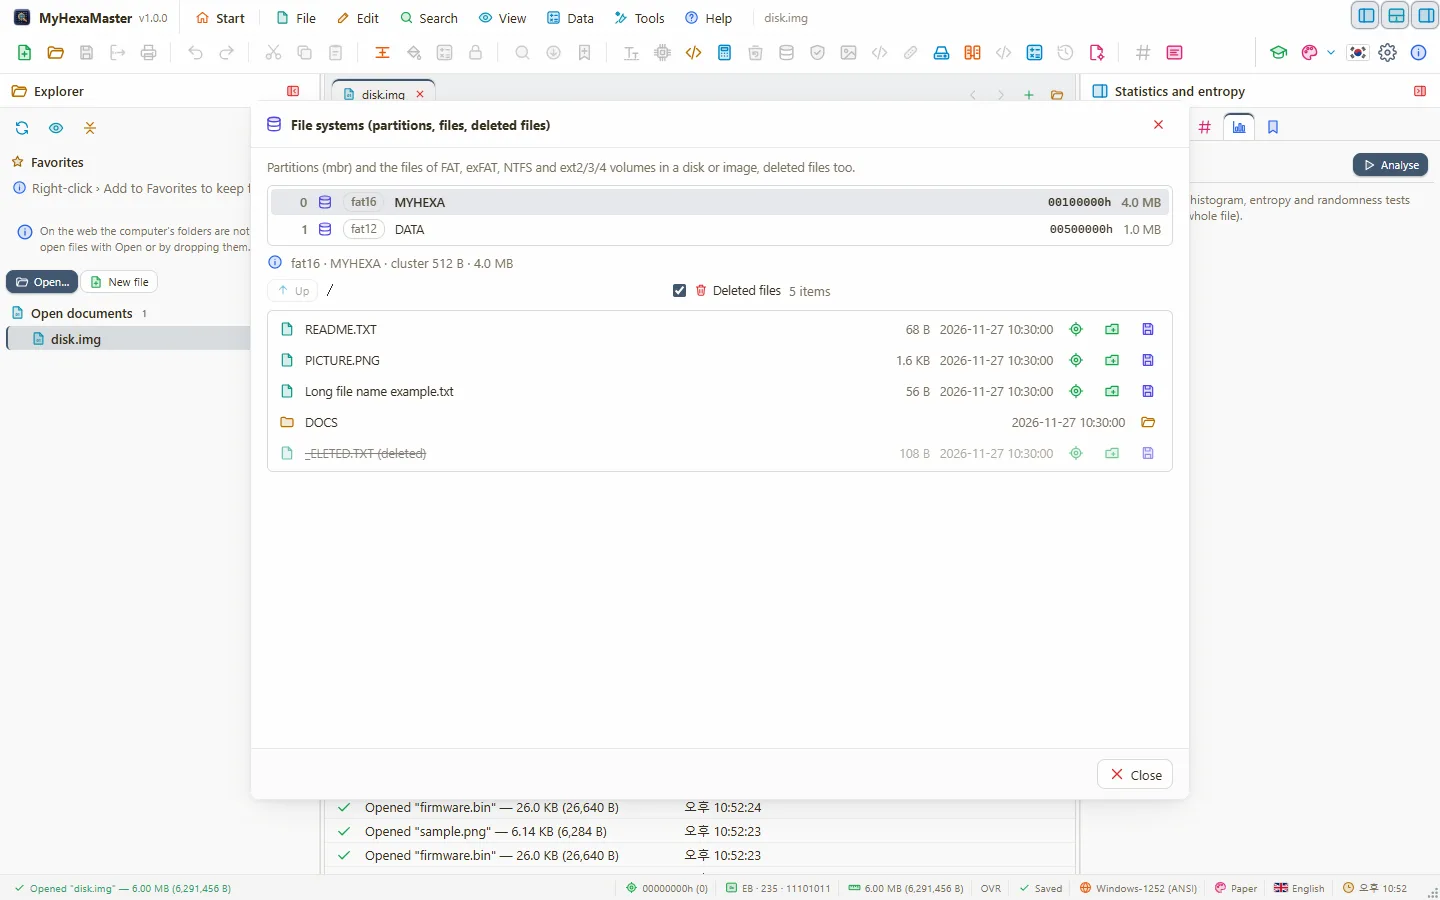 MyHexaMaster v1.0.0 Start File Edit Search View Data Tools Help disk.img
Explorer
disk.img
Statistics and entropy
File systems (partitions, files, deleted files)
Favorites
Right-click › Add to Favorites to keep f
On the web the computer's folders are not
open files with Open or by dropping them.
Open... New file
Open documents 1
disk.img
Partitions (mbr) and the files of FAT, exFAT, NTFS and ext2/3/4 volumes in a disk or image, deleted files too.
0 fat16 MYHEXA 00100000h 4.0 MB
1 fat12 DATA 00500000h 1.0 MB
fat16 · MYHEXA · cluster 512 B · 4.0 MB
Up / Deleted files 5 items
README.TXT 68 B 2026-11-27 10:30:00
PICTURE.PNG 1.6 KB 2026-11-27 10:30:00
Long file name example.txt 56 B 2026-11-27 10:30:00
DOCS 2026-11-27 10:30:00
_ELETED.TXT (deleted) 108 B 2026-11-27 10:30:00
Close
Analyse
histogram, entropy and randomness tests
whole file).
Opened "firmware.bin" — 26.0 KB (26,640 B) 오후 10:52:24
Opened "sample.png" — 6.14 KB (6,284 B) 오후 10:52:23
Opened "firmware.bin" — 26.0 KB (26,640 B) 오후 10:52:23
Opened "disk.img" — 6.00 MB (6,291,456 B) 00000000h (0) EB · 235 · 11101011 6.00 MB (6,291,456 B) OVR Saved Windows-1252 (ANSI) Paper English 오후 10:52